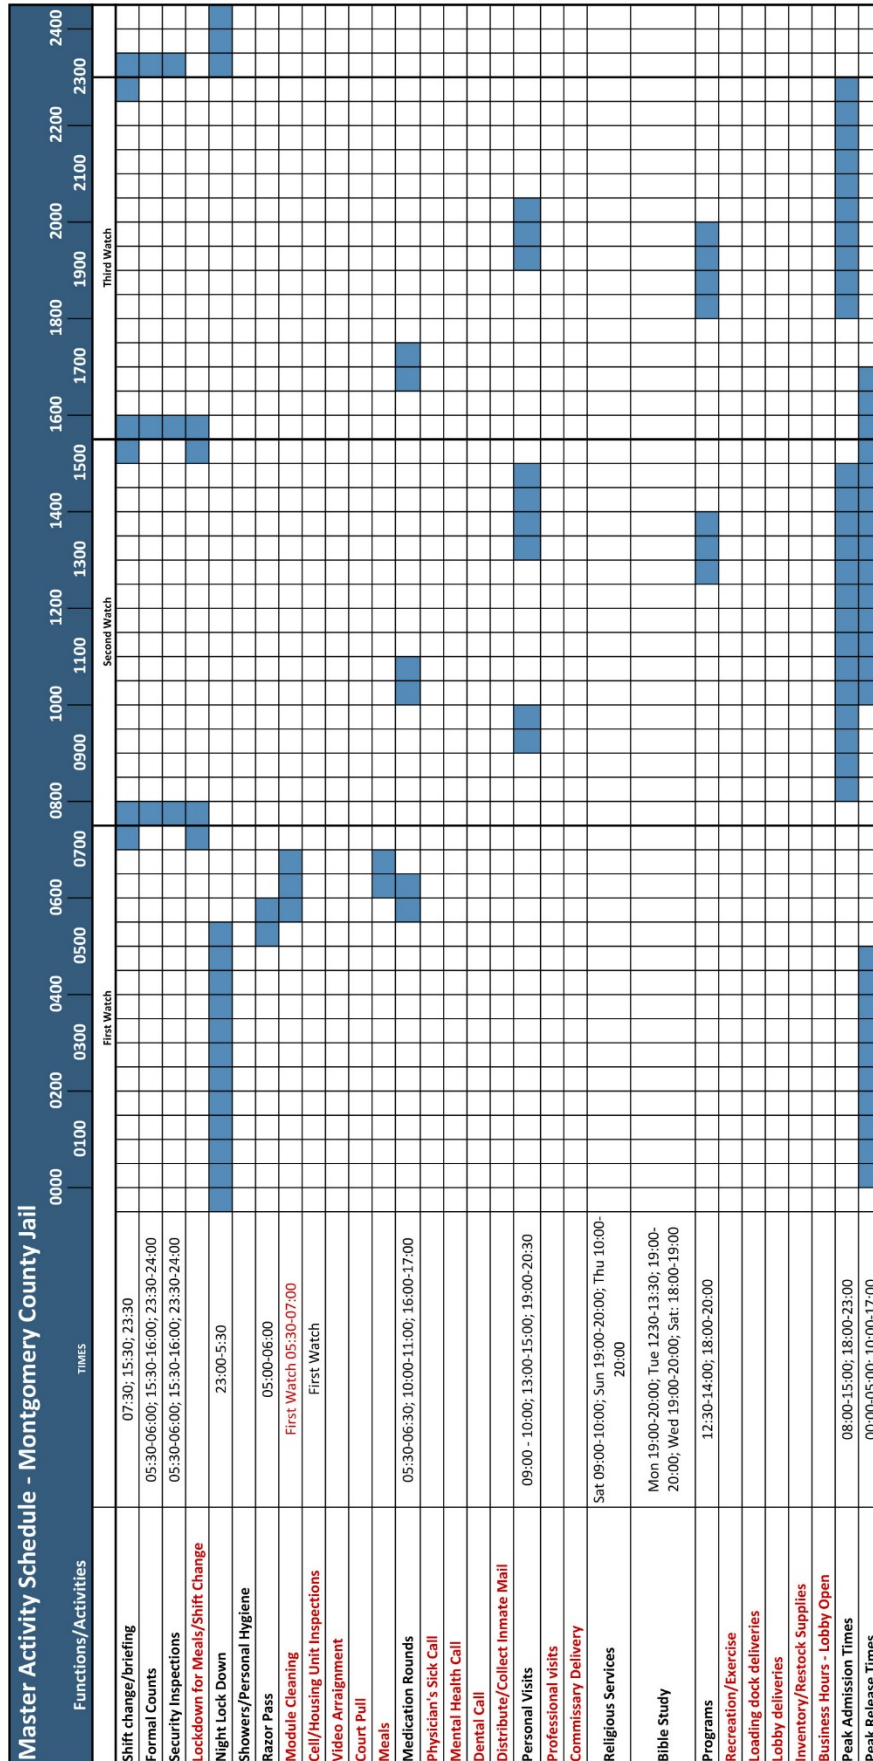 Master Activity Schedule - Montgomery County Jail
Functions/Activities TIMES 0000 0100 0200 0300 0400 0500 0600 0700 0800 0900 1000 1100 1200 1300 1400 1500 1600 1700 1800 1900 2000 2100 2200 2300 2400
First Watch Second Watch Third Watch
Shift change/briefing 07:30; 15:30; 23:30
Formal Counts 05:30-06:00; 15:30-16:00; 23:30-24:00
Security Inspections 05:30-06:00; 15:30-16:00; 23:30-24:00
Lockdown for Meals/Shift Change
Night Lock Down 23:00-5:30
Showers/Personal Hygiene
Razor Pass 05:00-06:00
Module Cleaning First Watch 05:30-07:00
Cell/Housing Unit Inspections First Watch
Video Arraignment
Court Pull
Meals
Medication Rounds 05:30-06:30; 10:00-11:00; 16:00-17:00
Physician's Sick Call
Mental Health Call
Dental Call
Distribute/Collect Inmate Mail
Personal Visits 09:00 - 10:00; 13:00-15:00; 19:00-20:30
Professional visits
Commissary Delivery
Religious Services Sat 09:00-10:00; Sun 19:00-20:00; Thu 10:00-
20:00
Bible Study Mon 19:00-20:00; Tue 1230-13:30; 19:00-
20:00; Wed 19:00-20:00; Sat: 18:00-19:00
Programs 12:30-14:00; 18:00-20:00
Recreation/Exercise
Loading dock deliveries
Lobby deliveries
Inventory/Restock Supplies
Business Hours - Lobby Open
Peak Admission Times 08:00-15:00; 18:00-23:00
Peak Release Times 00:00-05:00; 10:00-17:00